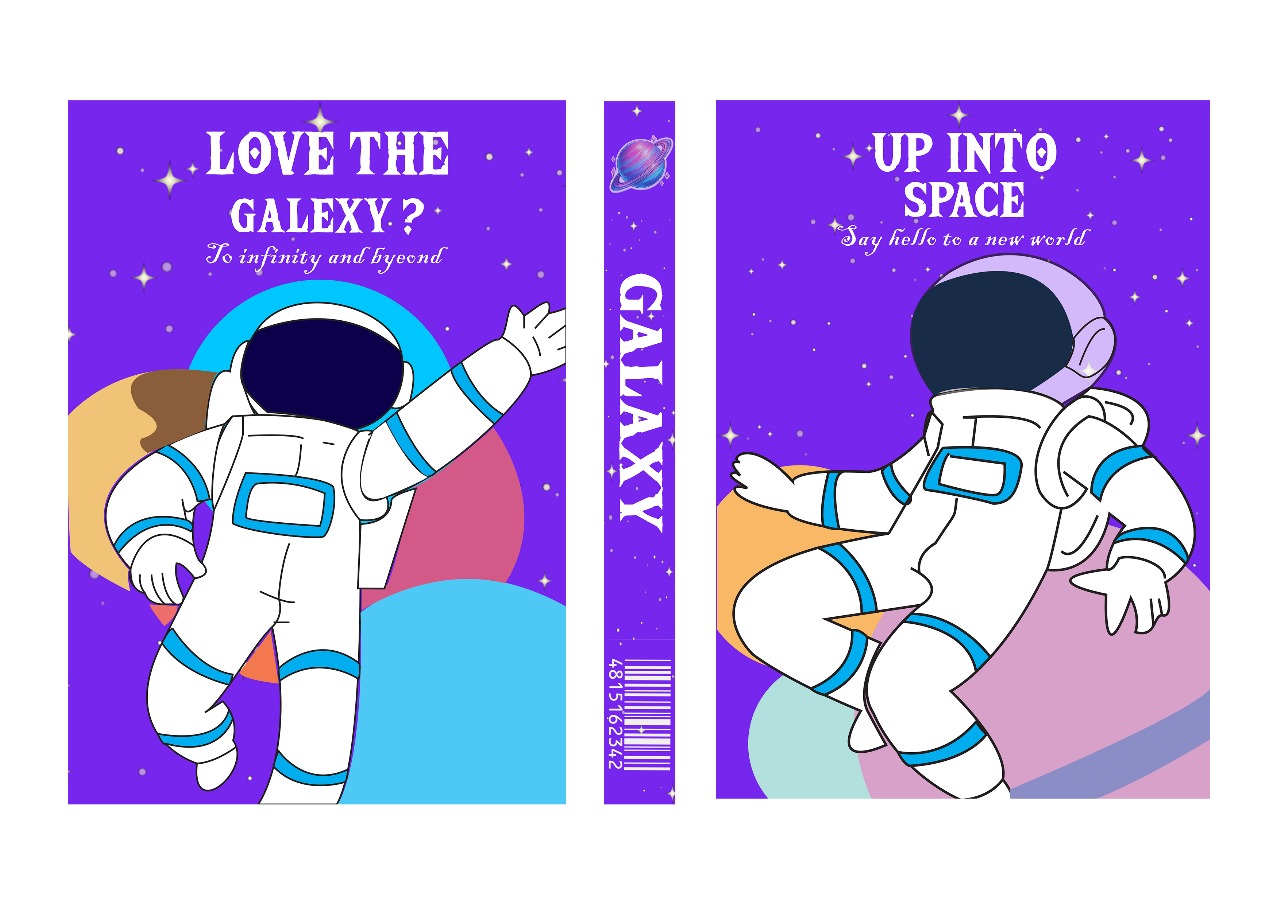 LOVE THE
GALEXY ?
To infinity and byeond
GALAXY
4815162342
UP INTO
SPACE
Say hello to a new world